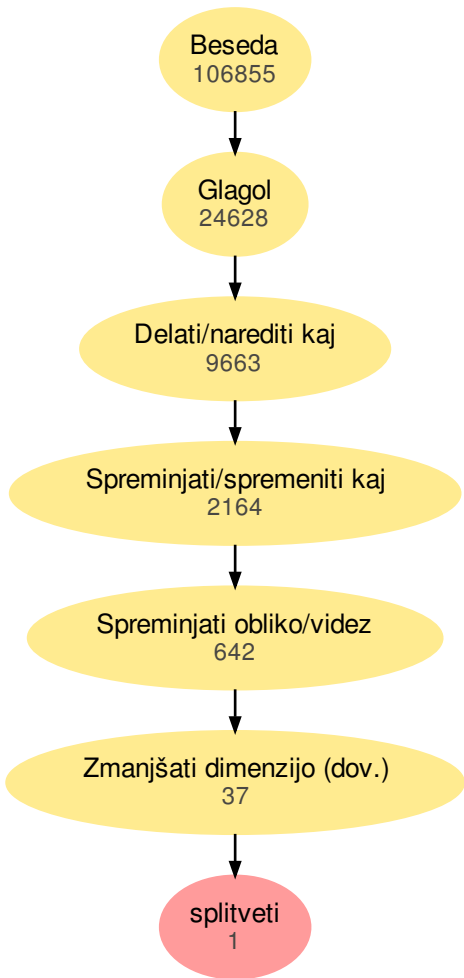 Beseda
106855
Glagol
24628
Delati/narediti kaj
9663
Spreminjati/spremeniti kaj
2164
Spreminjati obliko/videz
642
Zmanjšati dimenzijo (dov.)
37
splitveti
1